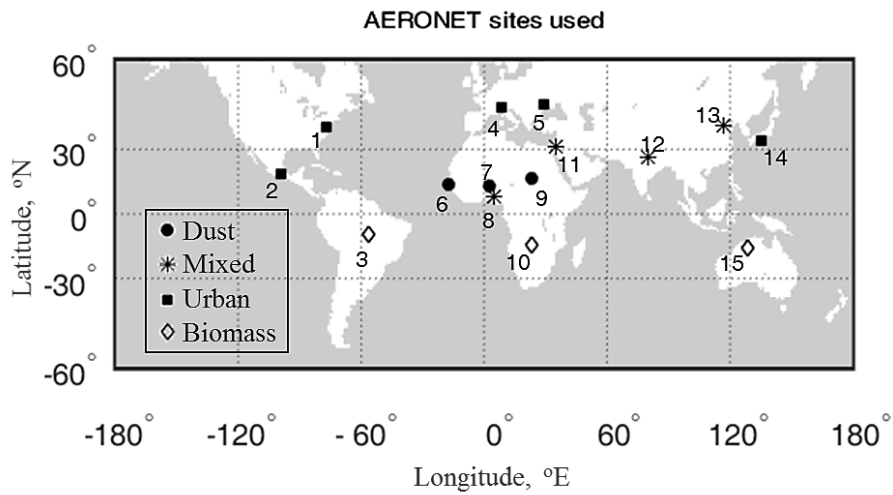 AERONET sites used
60°
30°
0°
-30°
-60°
Latitude, °N
1
2
3
4
5
6
7
8
9
10
11
12
13
14
15
Dust
Mixed
Urban
Biomass
-180° -120° - 60° 0° 60° 120° 180°
Longitude, °E